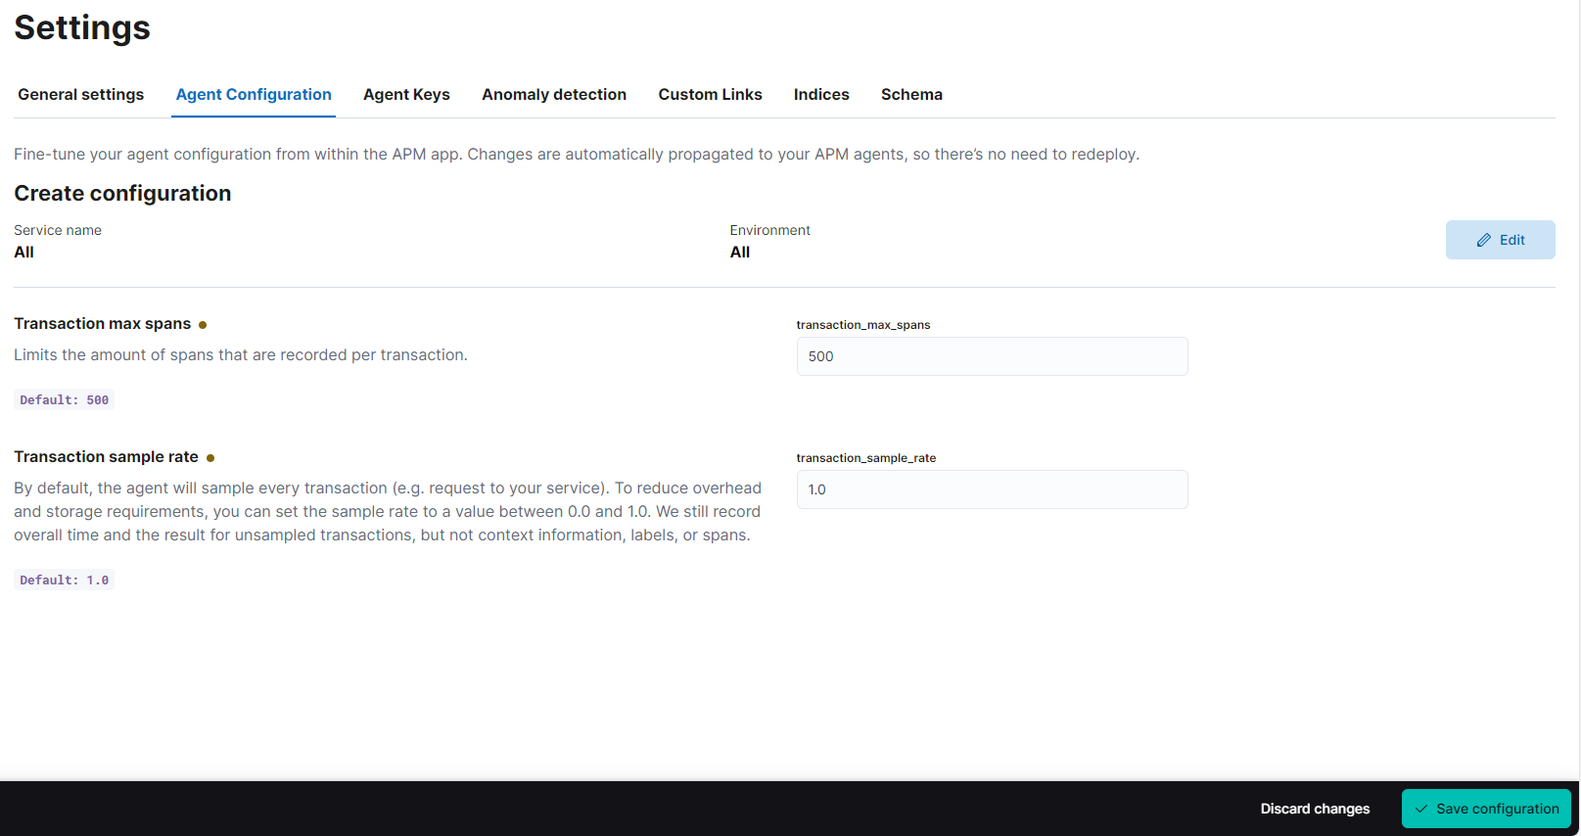 Settings
General settings
Agent Configuration
Agent Keys
Anomaly detection
Custom Links
Indices
Schema
Fine-tune your agent configuration from within the APM app. Changes are automatically propagated to your APM agents, so there’s no need to redeploy.
Create configuration
Service name
All
Environment
All
Edit
Transaction max spans
Limits the amount of spans that are recorded per transaction.
Default: 500
transaction_max_spans
500
Transaction sample rate
By default, the agent will sample every transaction (e.g. request to your service). To reduce overhead
and storage requirements, you can set the sample rate to a value between 0.0 and 1.0. We still record
overall time and the result for unsampled transactions, but not context information, labels, or spans.
Default: 1.0
transaction_sample_rate
1.0
Discard changes
Save configuration